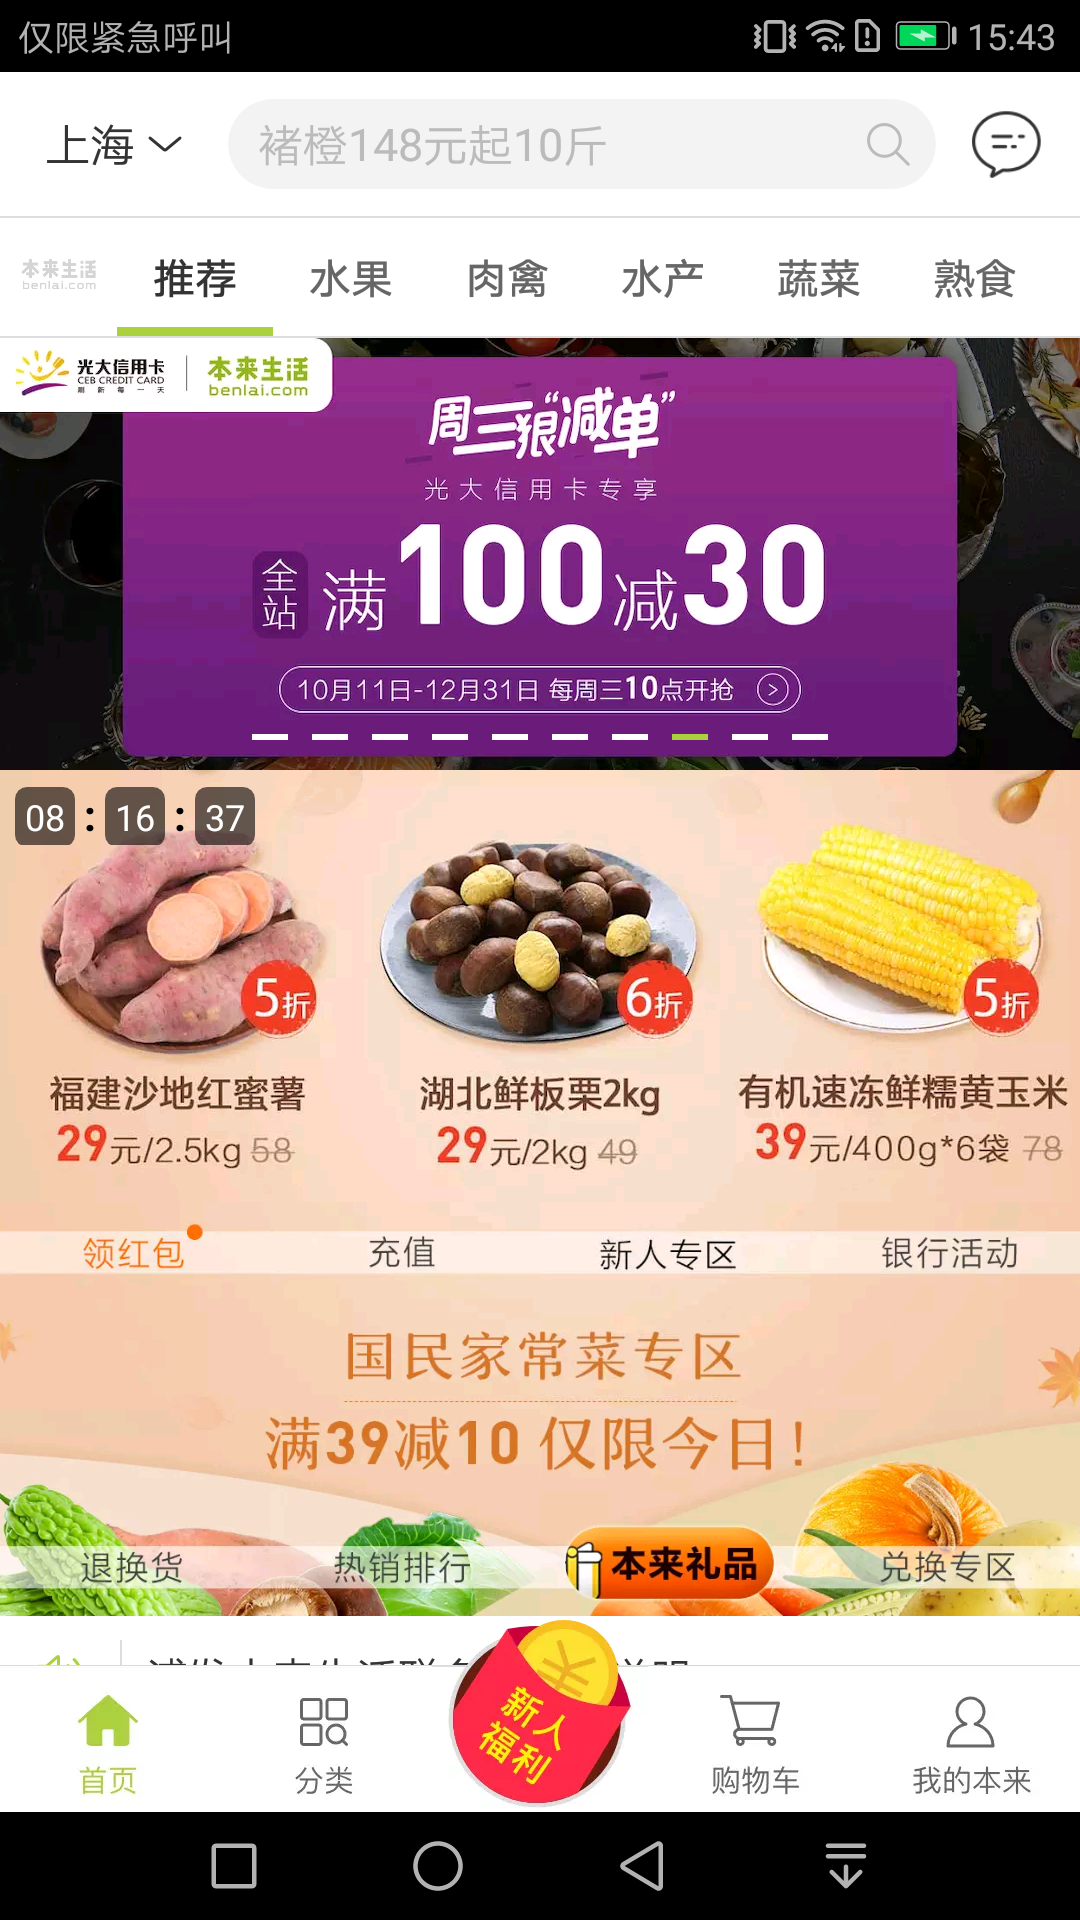 仅限紧急呼叫
15:43
上海
褚橙148元起10斤
本来生活
benlai.com
推荐
水果
肉禽
水产
蔬菜
熟食
光大信用卡
CEB CREDIT CARD
刷新每一天
本来生活
benlai.com
周三“狠减单”
光大信用卡专享
全站
满100减30
10月11日-12月31日 每周三10点开抢
08 : 16 : 37
5折
6折
5折
福建沙地红蜜薯
湖北鲜板栗2kg
有机速冻鲜糯黄玉米
29元/2.5kg 58
29元/2kg 49
39元/400g*6袋 78
领红包
充值
新人专区
银行活动
国民家常菜专区
满39减10 仅限今日!
退换货
热销排行
本来礼品
兑换专区
新人
福利
首页
分类
购物车
我的本来